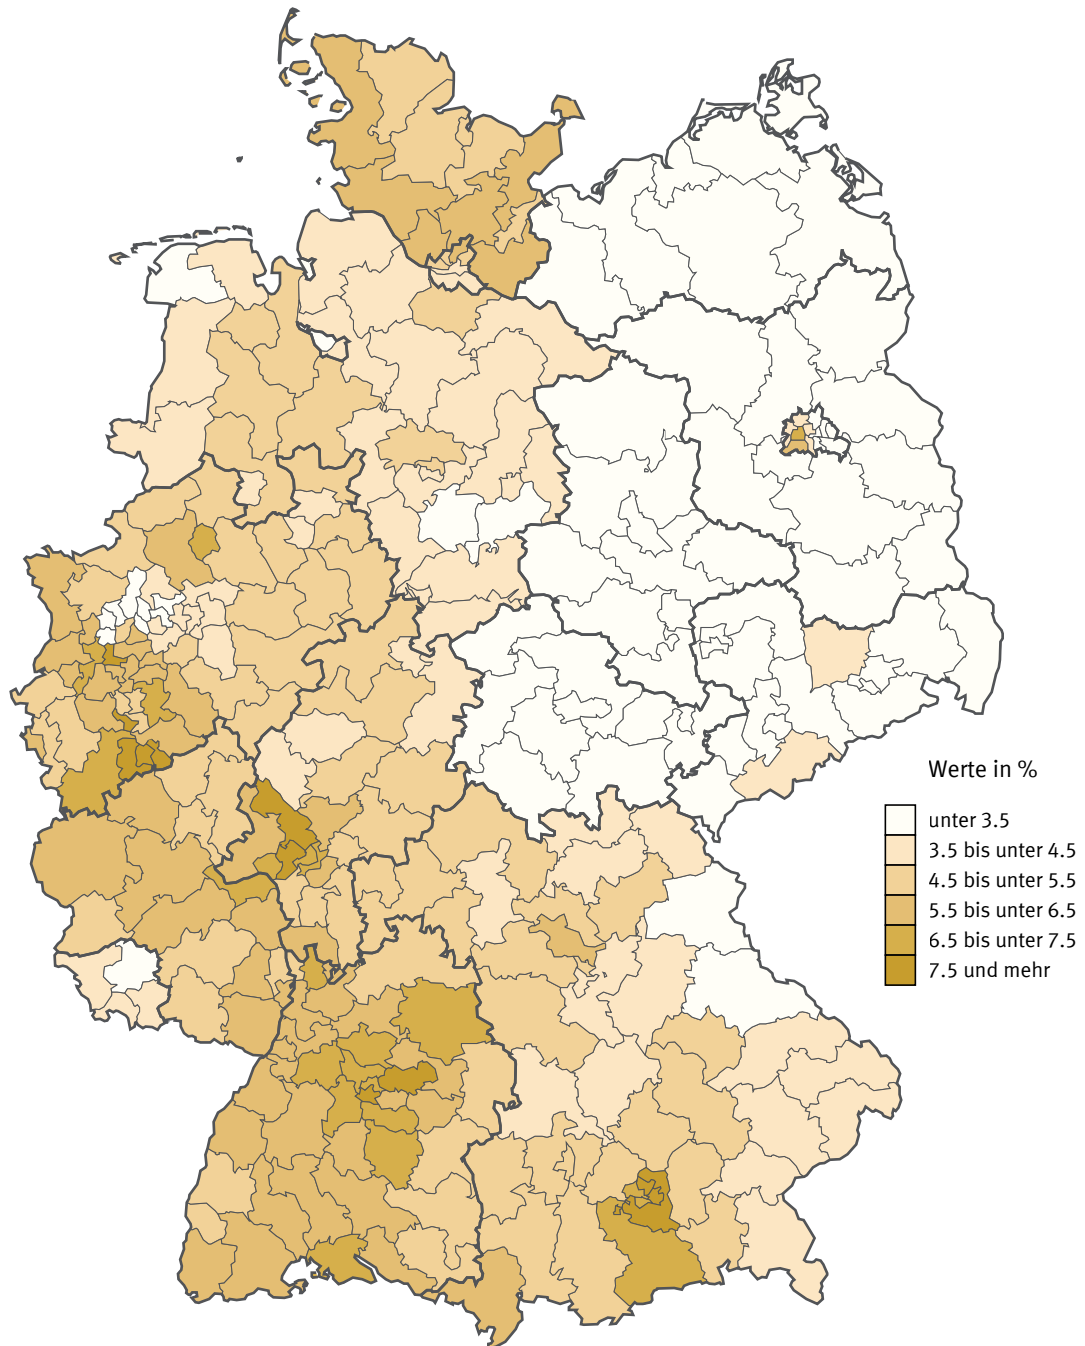 Werte in %
unter 3.5
3.5 bis unter 4.5
4.5 bis unter 5.5
5.5 bis unter 6.5
6.5 bis unter 7.5
7.5 und mehr